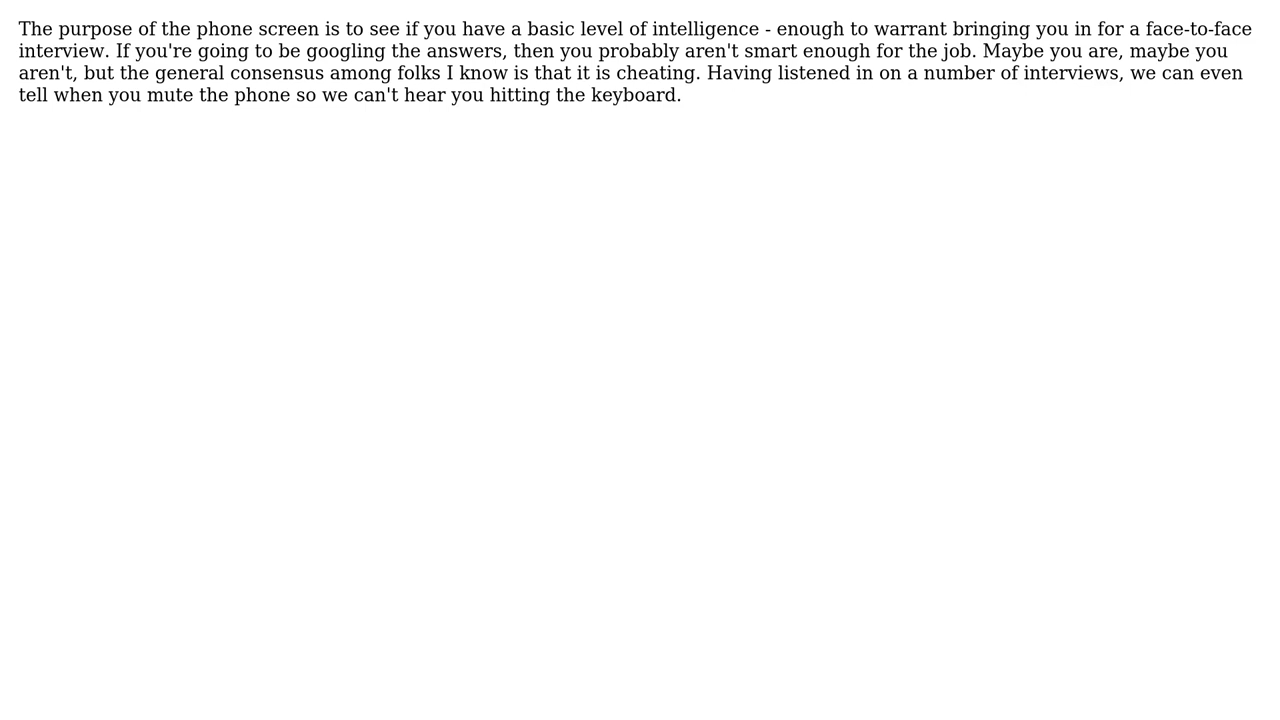 The purpose of the phone screen is to see if you have a basic level of intelligence - enough to warrant bringing you in for a face-to-face
interview. If you're going to be googling the answers, then you probably aren't smart enough for the job. Maybe you are, maybe you
aren't, but the general consensus among folks I know is that it is cheating. Having listened in on a number of interviews, we can even
tell when you mute the phone so we can't hear you hitting the keyboard.